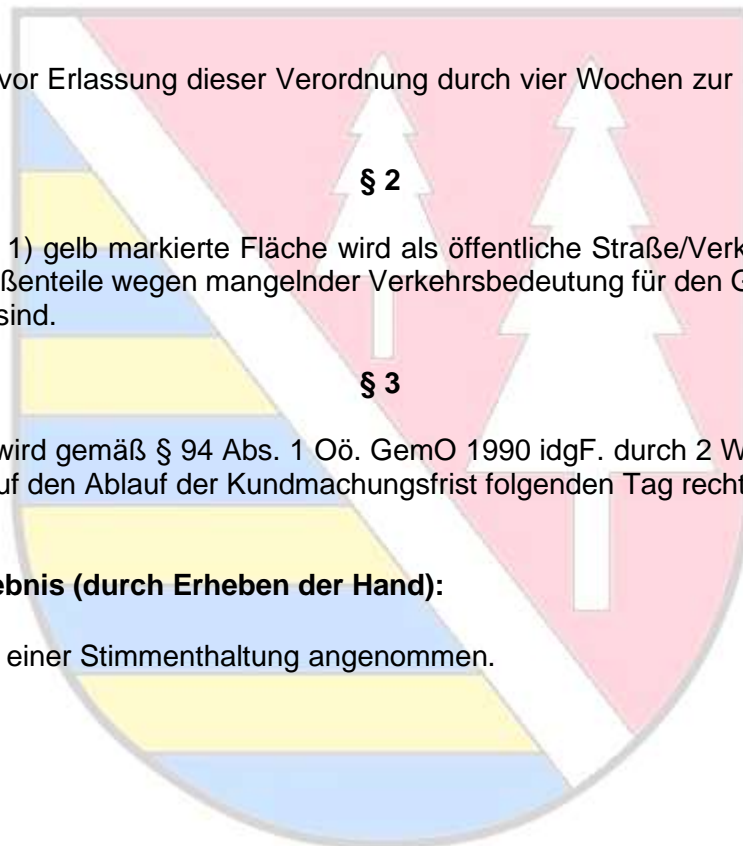 vor Erlassung dieser Verordnung durch vier Wochen zur
§ 2
1) gelb markierte Fläche wird als öffentliche Straße/Verk
ßenteile wegen mangelnder Verkehrsbedeutung für den G
sind.
§ 3
wird gemäß § 94 Abs. 1 Oö. GemO 1990 idgF. durch 2 W
uf den Ablauf der Kundmachungsfrist folgenden Tag recht
ebnis (durch Erheben der Hand):
einer Stimmenthaltung angenommen.